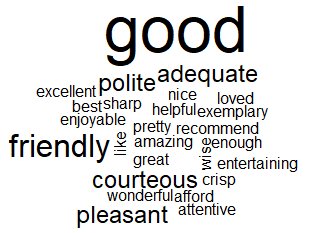 good
polite adequate
excellent
best sharp nice loved
enjoyable helpful exemplary
pretty recommend
friendly like amazing wise enough
great entertaining
courteous crisp
wonderful afford
pleasant attentive